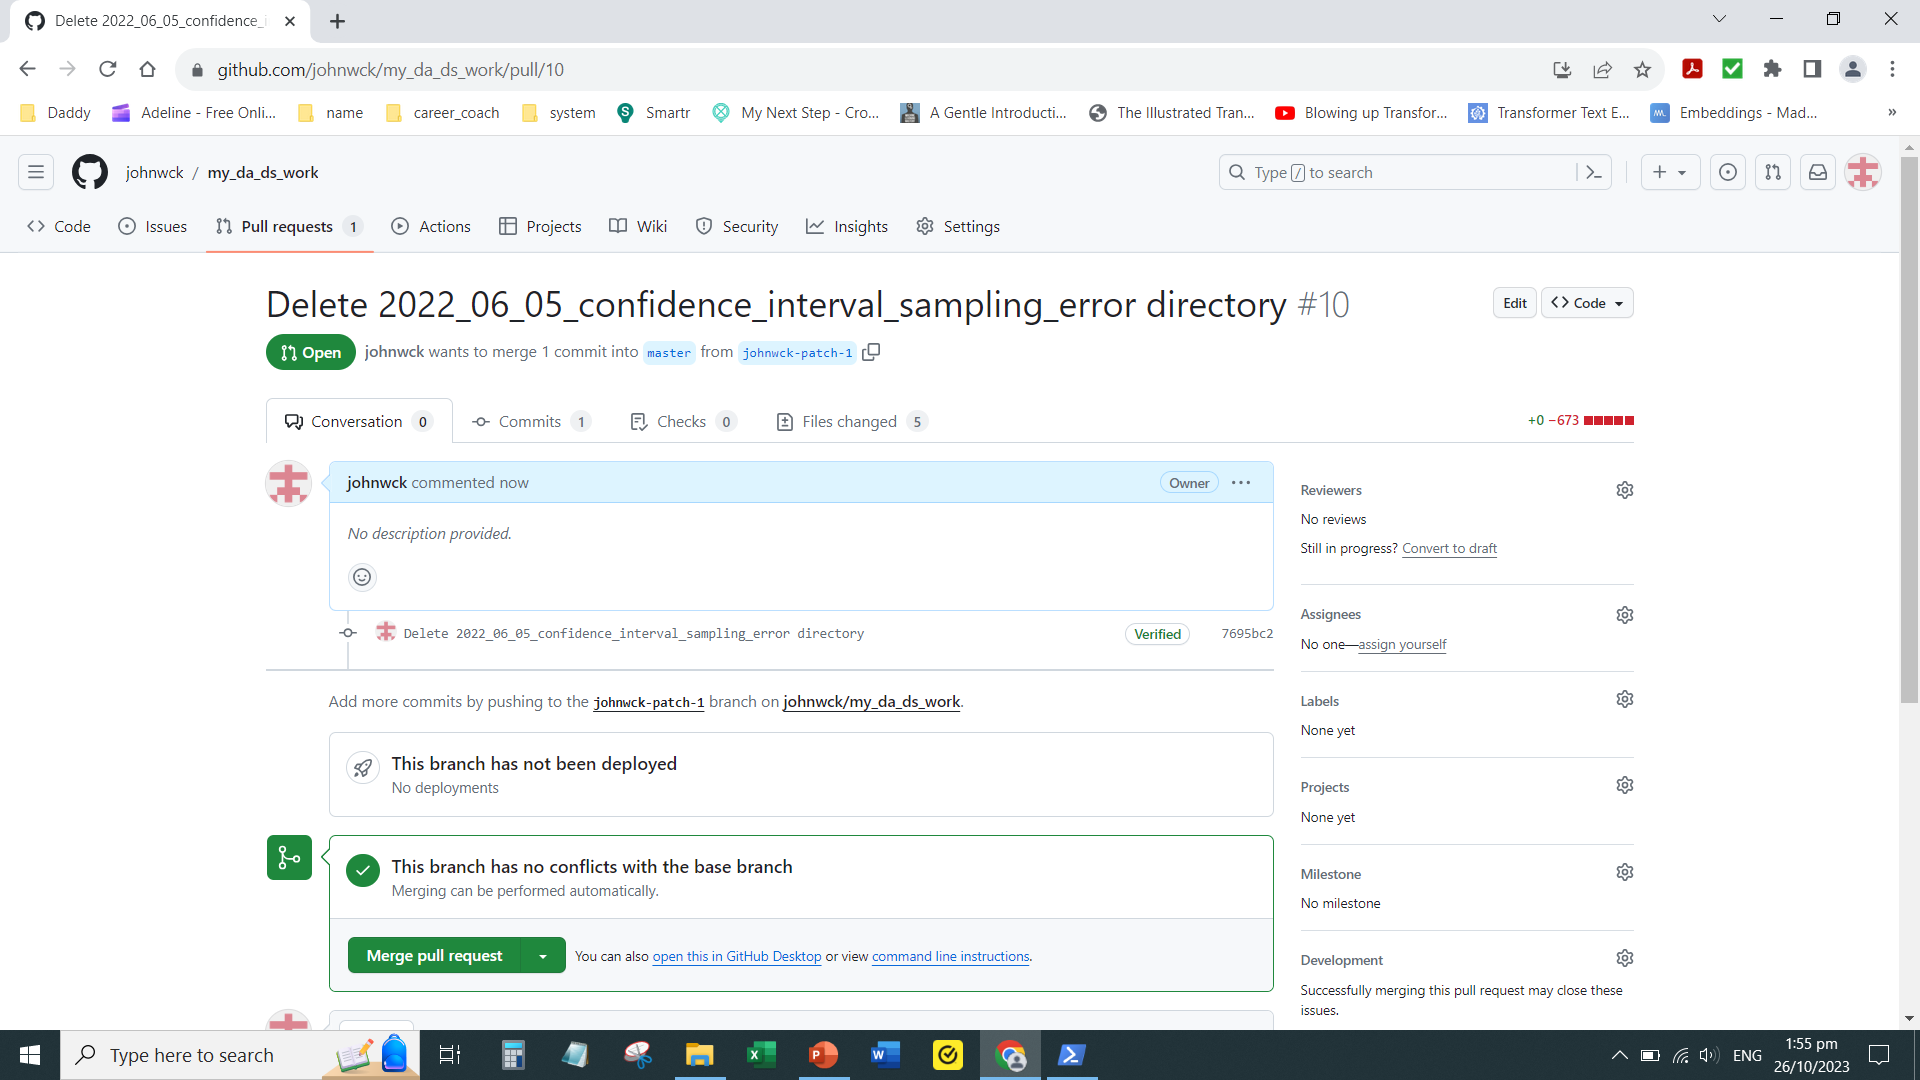 Delete 2022_06_05_confidence_i
github.com/johnwck/my_da_ds_work/pull/10
Daddy Adeline - Free Onli... name career_coach system Smartr My Next Step - Cro... A Gentle Introducti... The Illustrated Tran... Blowing up Transfor... Transformer Text E... Embeddings - Mad... »
johnwck / my_da_ds_work Type / to search
Code Issues Pull requests 1 Actions Projects Wiki Security Insights Settings
Delete 2022_06_05_confidence_interval_sampling_error directory #10 Edit Code
Open johnwck wants to merge 1 commit into master from johnwck-patch-1
Conversation 0 Commits 1 Checks 0 Files changed 5 +0 −673
johnwck commented now Owner ...
No description provided.
Delete 2022_06_05_confidence_interval_sampling_error directory Verified 7695bc2
Add more commits by pushing to the johnwck-patch-1 branch on johnwck/my_da_ds_work.
This branch has not been deployed
No deployments
This branch has no conflicts with the base branch
Merging can be performed automatically.
Merge pull request You can also open this in GitHub Desktop or view command line instructions.
Reviewers
No reviews
Still in progress? Convert to draft
Assignees
No one—assign yourself
Labels
None yet
Projects
None yet
Milestone
No milestone
Development
Successfully merging this pull request may close these
issues.
Type here to search ENG 1:55 pm
26/10/2023